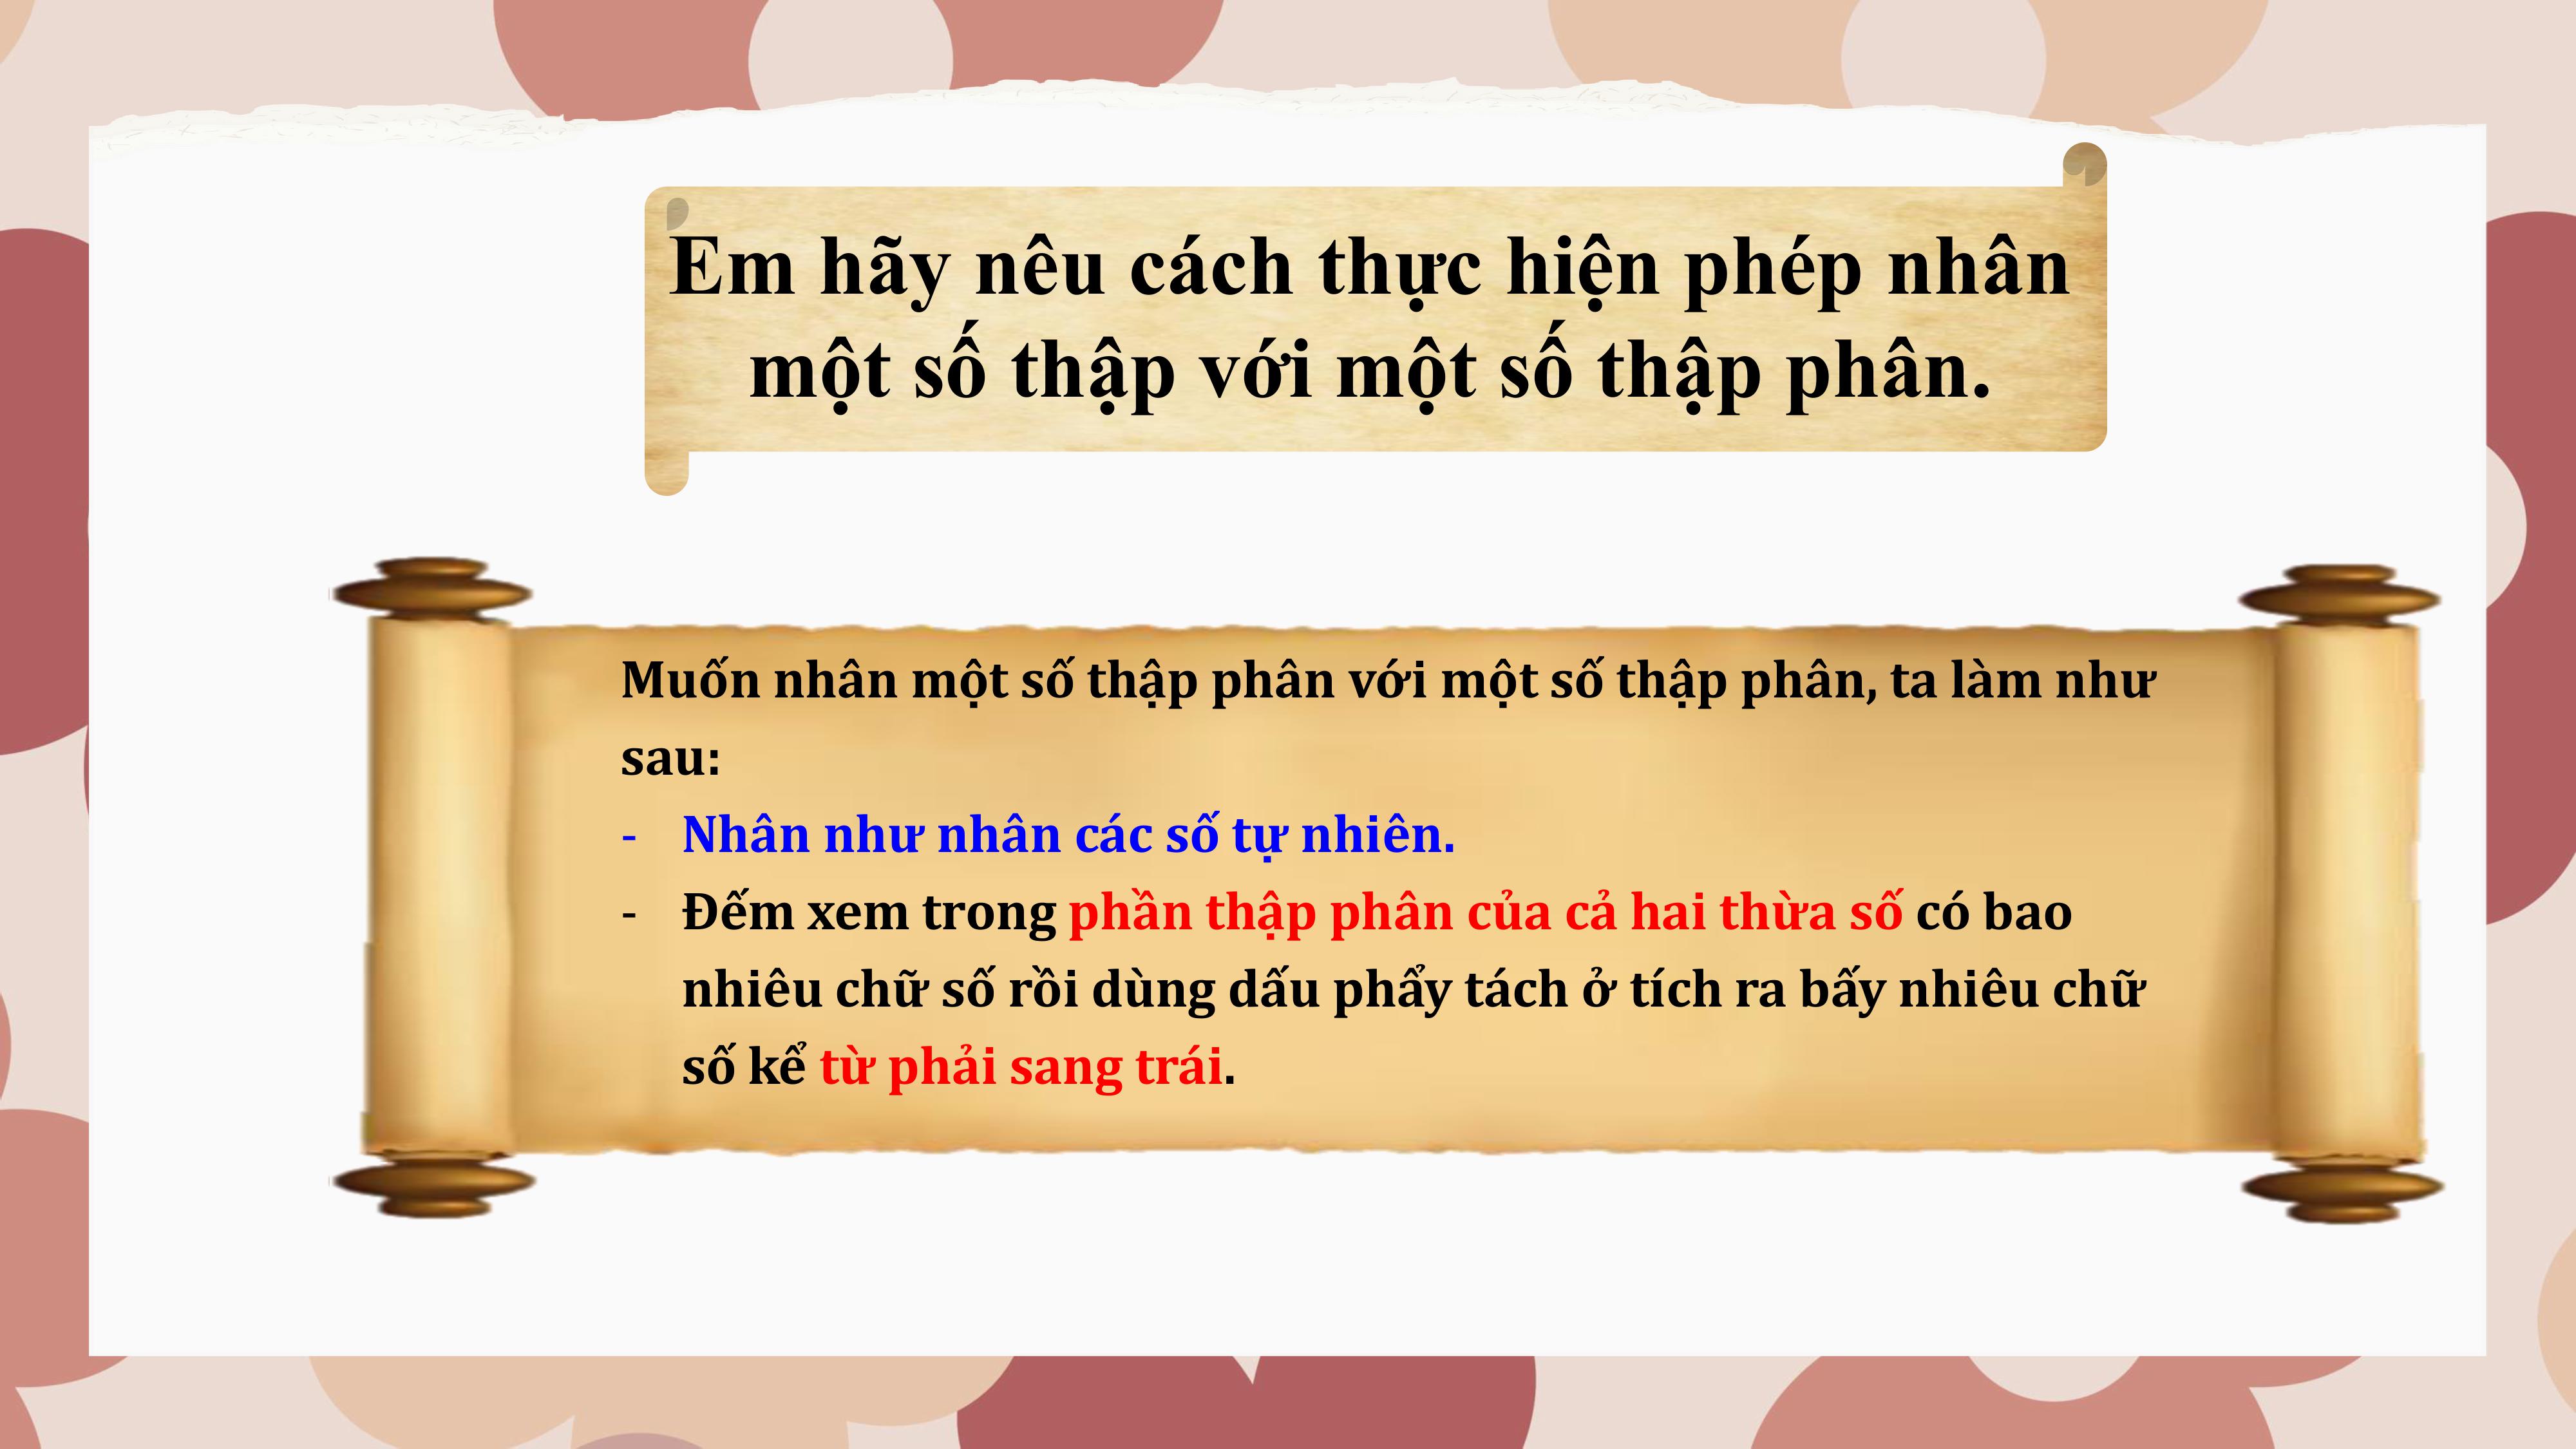 Em hãy nêu cách thực hiện phép nhân
một số thập với một số thập phân.
Muốn nhân một số thập phân với một số thập phân, ta làm như
sau:
- Nhân như nhân các số tự nhiên.
- Đếm xem trong phần thập phân của cả hai thừa số có bao
nhiêu chữ số rồi dùng dấu phẩy tách ở tích ra bấy nhiêu chữ
số kể từ phải sang trái.